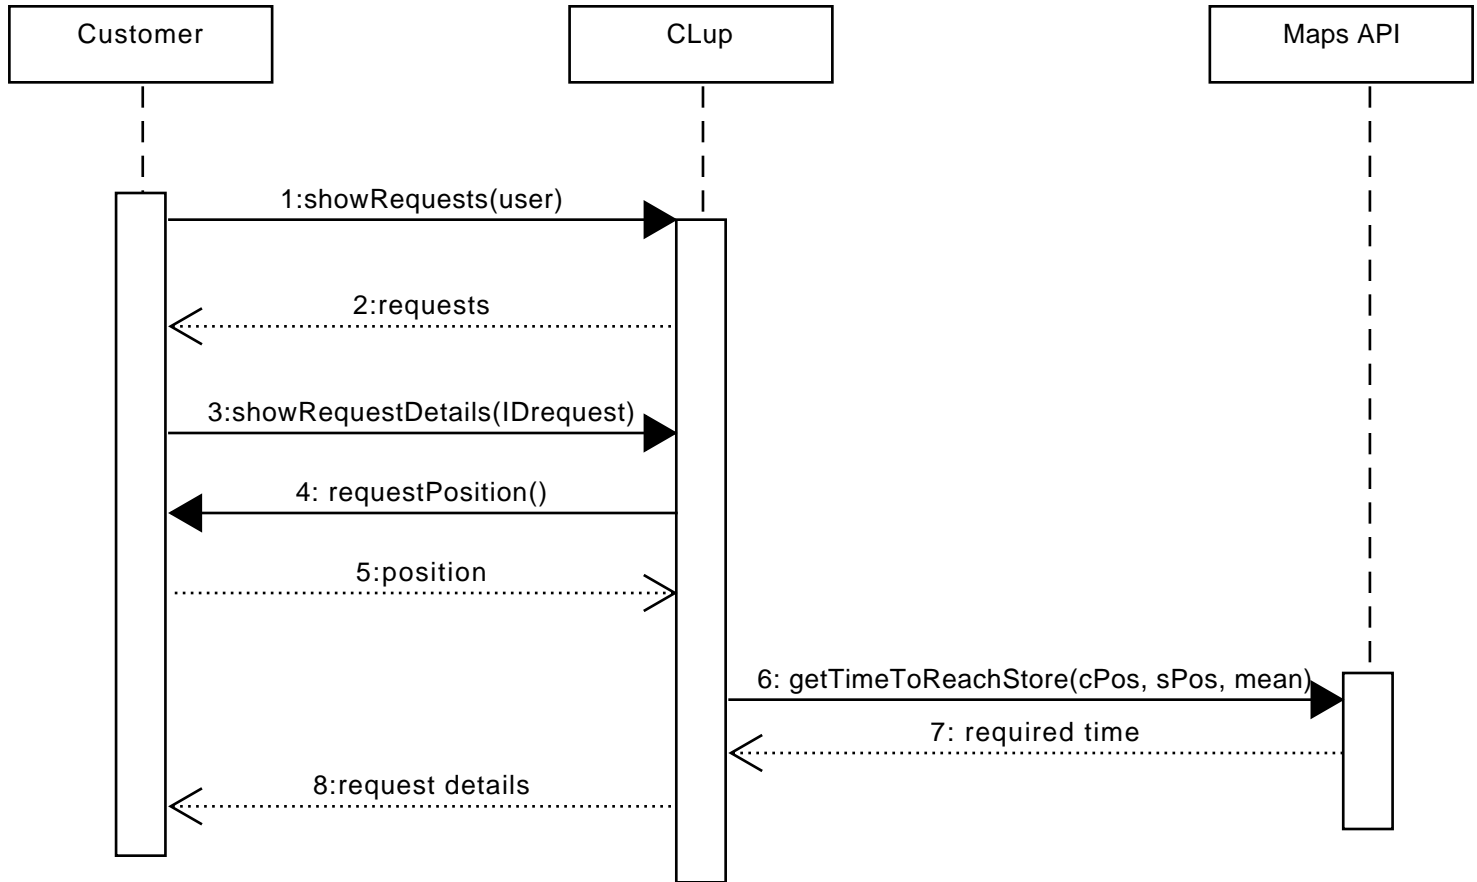 Customer
CLup
Maps API
1:showRequests(user)
2:requests
3:showRequestDetails(IDrequest)
4: requestPosition()
5:position
6: getTimeToReachStore(cPos, sPos, mean)
7: required time
8:request details